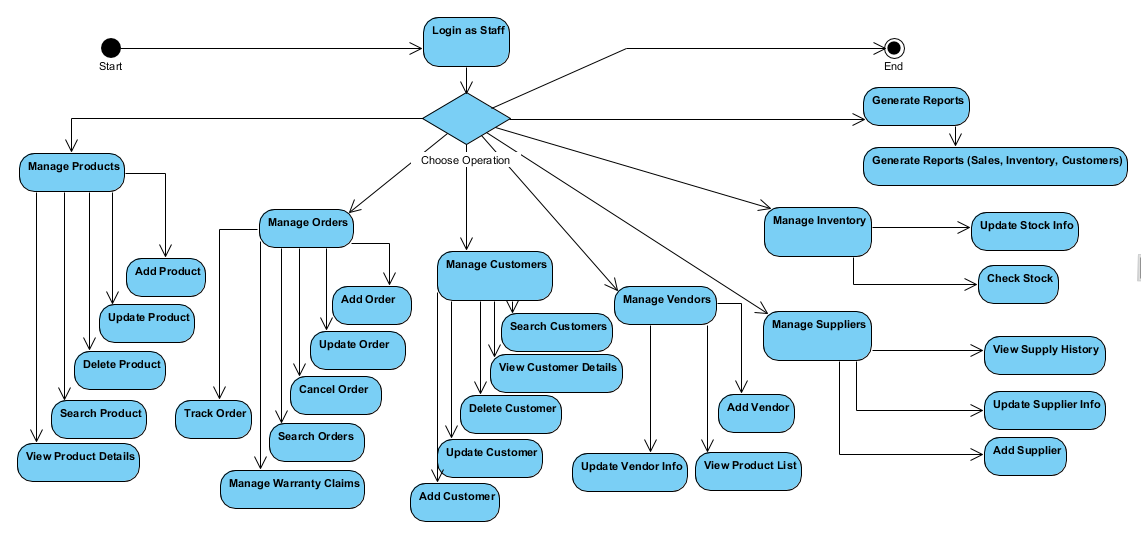 Login as Staff
Start
End
Generate Reports
Choose Operation
Generate Reports (Sales, Inventory, Customers)
Manage Products
Manage Orders
Manage Customers
Manage Vendors
Manage Inventory
Update Stock Info
Check Stock
Manage Suppliers
View Supply History
Update Supplier Info
Add Supplier
Add Product
Update Product
Delete Product
Search Product
View Product Details
Add Order
Update Order
Cancel Order
Track Order
Search Orders
Manage Warranty Claims
Search Customers
View Customer Details
Delete Customer
Update Customer
Add Customer
Add Vendor
Update Vendor Info
View Product List